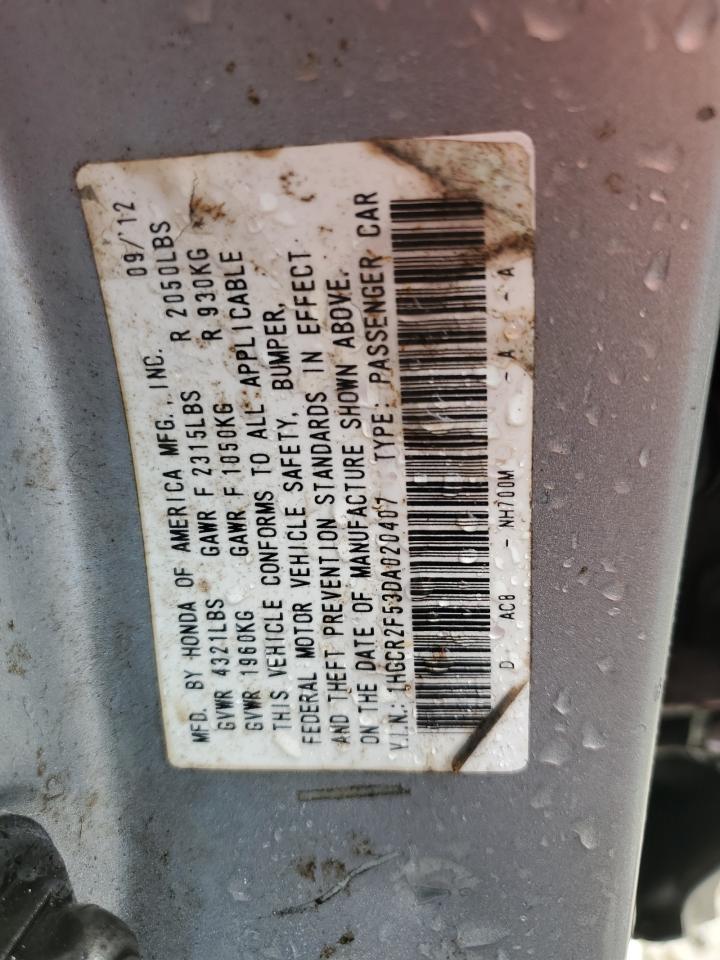 MFD. BY HONDA OF AMERICA MFG., INC. 09/12
GVWR 4321LBS GAWR F 2315LBS R 2050LBS
GVWR 1960KG GAWR F 1050KG R 930KG
THIS VEHICLE CONFORMS TO ALL APPLICABLE
FEDERAL MOTOR VEHICLE SAFETY, BUMPER,
AND THEFT PREVENTION STANDARDS IN EFFECT
ON THE DATE OF MANUFACTURE SHOWN ABOVE.
V.I.N.: 1HGCR2F53DA020407 TYPE: PASSENGER CAR
D ACB - NH700M - A - A